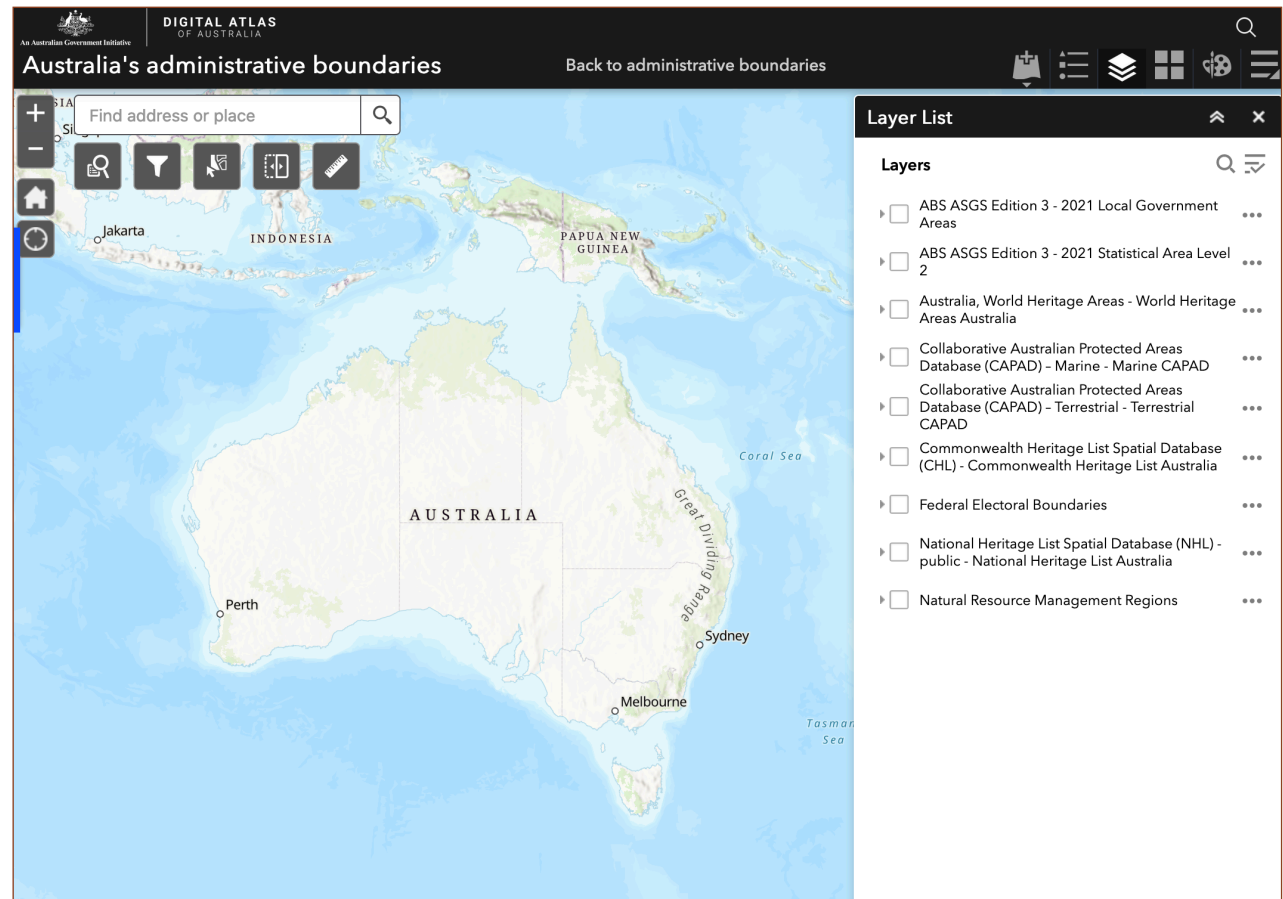 An Australian Government Initiative
DIGITAL ATLAS
OF AUSTRALIA
Australia's administrative boundaries
Back to administrative boundaries
Find address or place
Jakarta
INDONESIA
PAPUA NEW
GUINEA
Coral Sea
Great Dividing Range
AUSTRALIA
Perth
Sydney
Melbourne
Tasman
Sea
Layer List
Layers
ABS ASGS Edition 3 - 2021 Local Government
Areas
ABS ASGS Edition 3 - 2021 Statistical Area Level
2
Australia, World Heritage Areas - World Heritage
Areas Australia
Collaborative Australian Protected Areas
Database (CAPAD) – Marine - Marine CAPAD
Collaborative Australian Protected Areas
Database (CAPAD) – Terrestrial - Terrestrial
CAPAD
Commonwealth Heritage List Spatial Database
(CHL) - Commonwealth Heritage List Australia
Federal Electoral Boundaries
National Heritage List Spatial Database (NHL) -
public - National Heritage List Australia
Natural Resource Management Regions